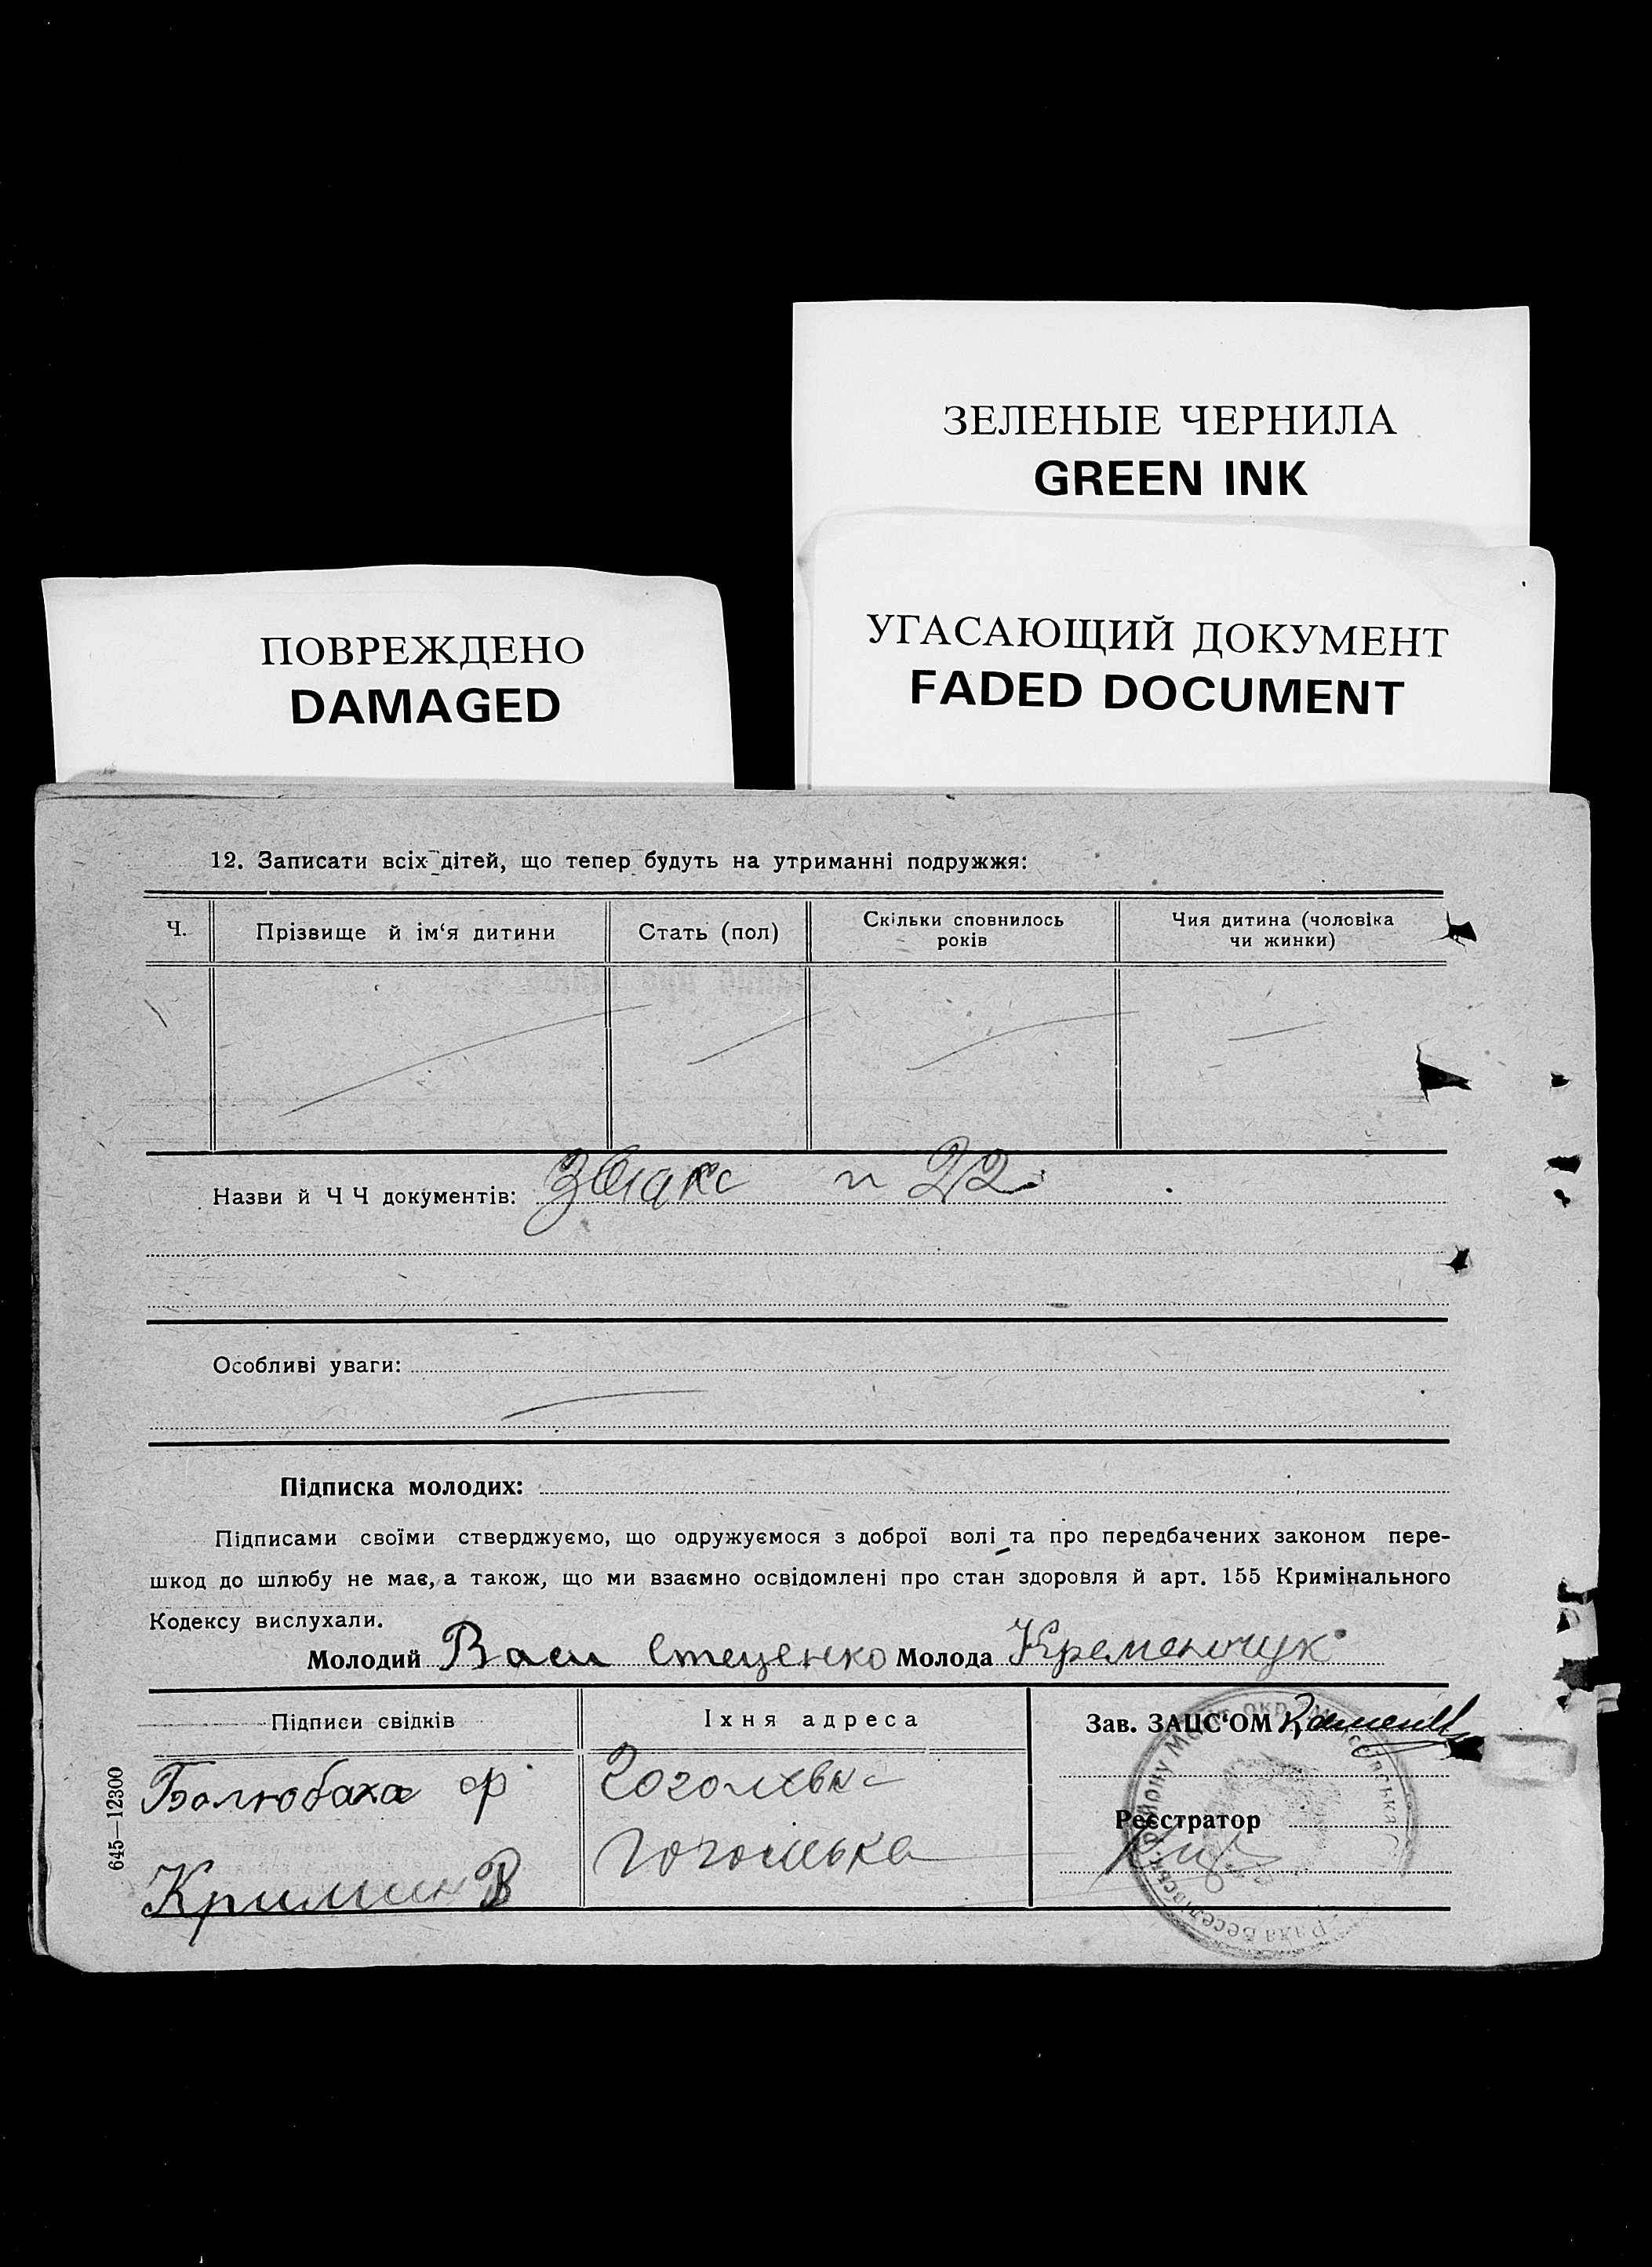 ЗЕЛЕНЫЕ ЧЕРНИЛА
GREEN INK
УГАСАЮЩИЙ ДОКУМЕНТ
FADED DOCUMENT
ПОВРЕЖДЕНО
DAMAGED
12. Записати всіх дітей, що тепер будуть на утриманні подружжя:
Ч. Прізвище й ім‘я дитини Стать (пол) Скільки сповнилось років Чия дитина (чоловіка чи жинки)
Назви й Ч Ч документів: 22
Особливі уваги:
Підписка молодих:
Підписами своїми стверджуємо, що одружуємося з доброї волі та про передбачених законом пере-
шкод до шлюбу не має, а також, що ми взаємно освідомлені про стан здоровля й арт. 155 Кримінального
Кодексу вислухали.
Молодий Васи Стеценко Молода Кременчук
Підписи свідків Їхня адреса Зав. ЗАЦС‘ОМ
Балюбаха ф
Реєстратор
В
645—12300